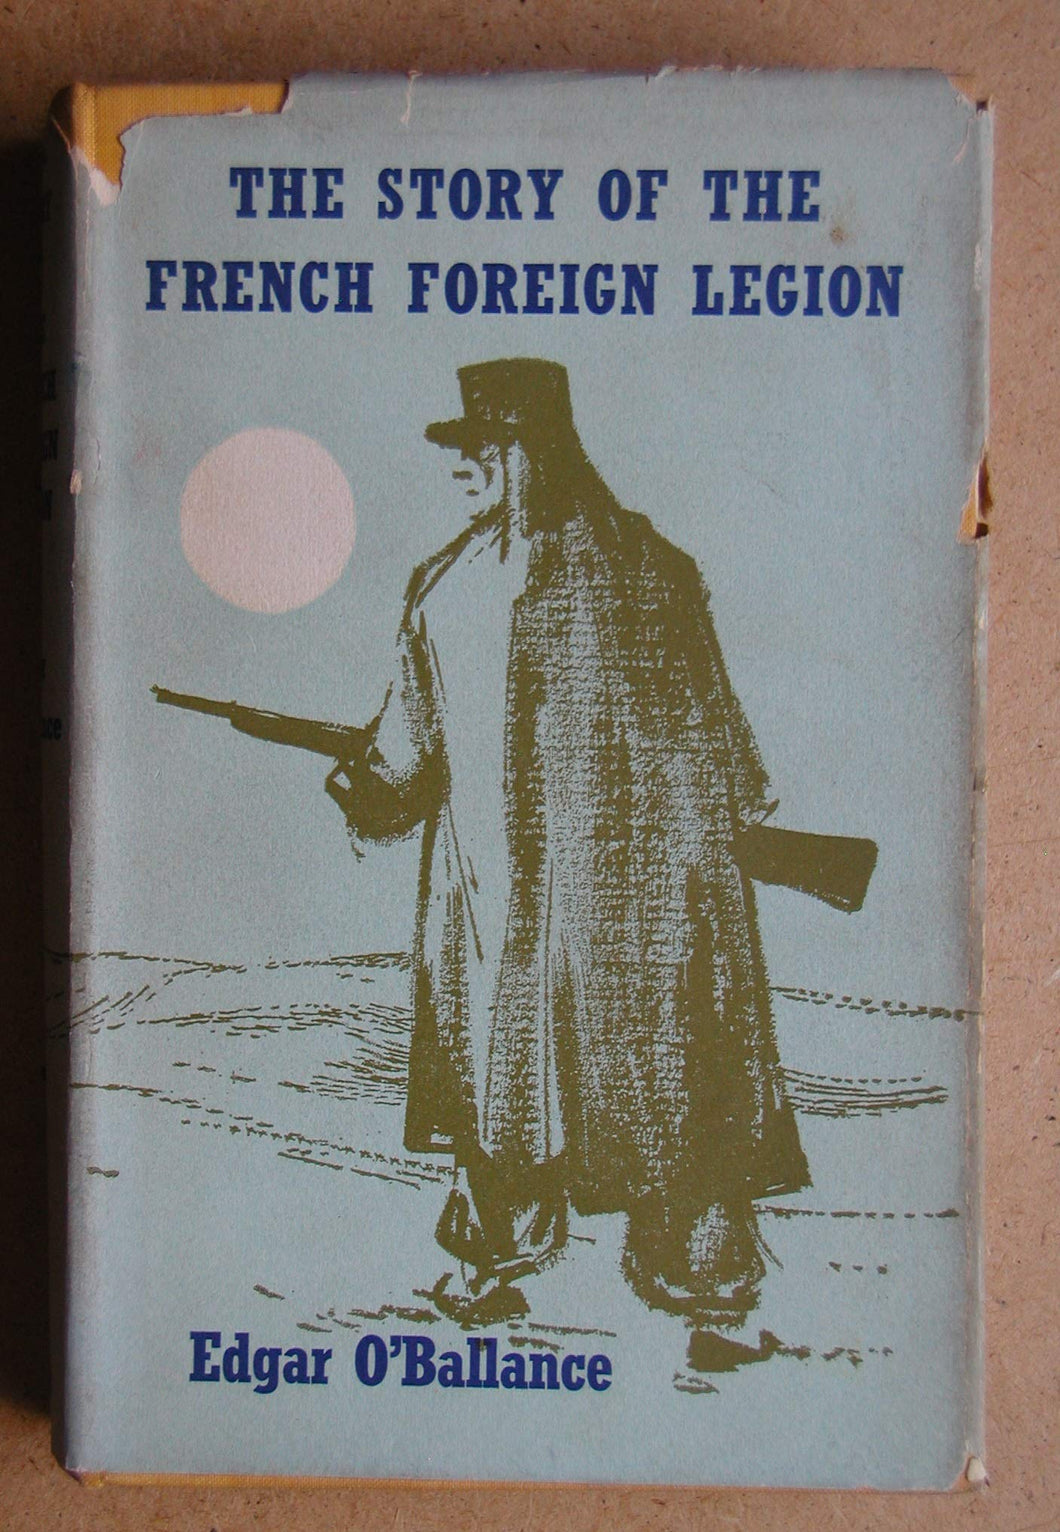 THE STORY OF THE
FRENCH FOREIGN LEGION
Edgar O'Ballance